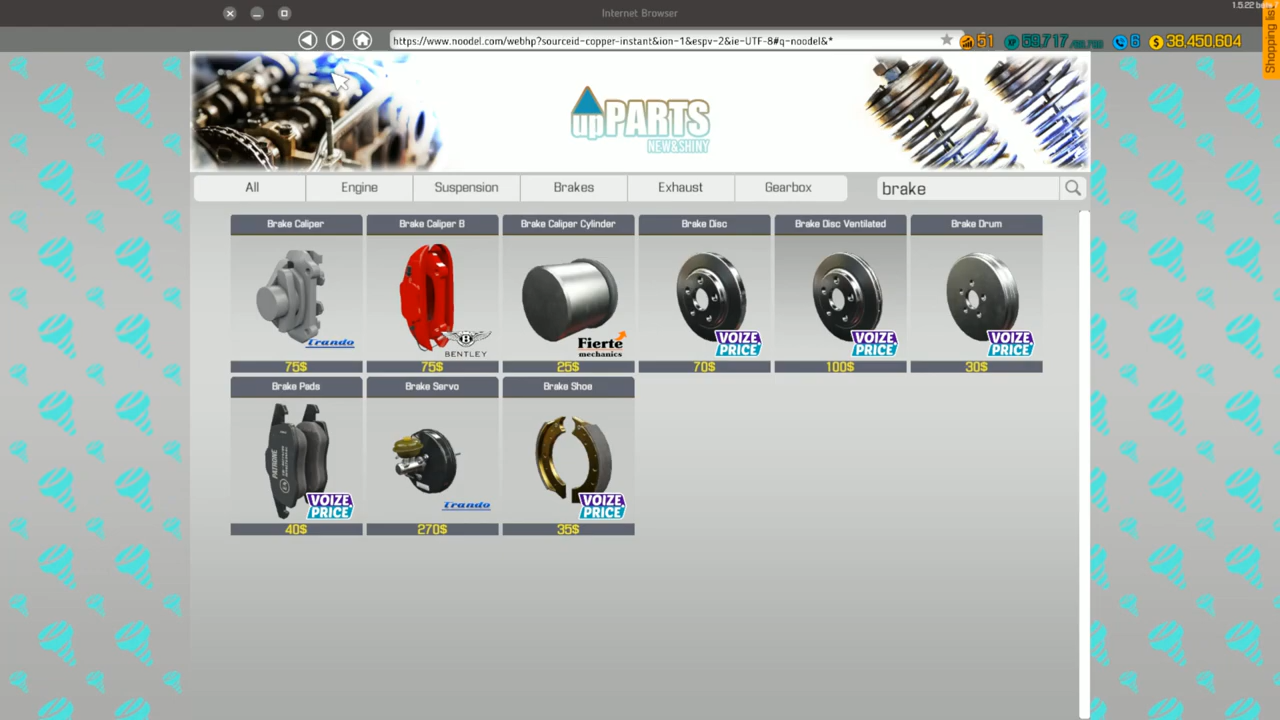 Internet Browser
1.5.22
Shopping list
https://www.noodel.com/webhp?sourceid-copper-instant&ion-1&espv-2&ie-UTF-8#q-noodel&*
51
XP
6
$ 38,450,604
upPARTS
NEW&SHINY
All
Engine
Suspension
Brakes
Exhaust
Gearbox
brake
Brake Caliper
Brake Caliper B
Brake Caliper Cylinder
Brake Disc
Brake Disc Ventilated
Brake Drum
Trando
B
BENTLEY
Fierté
mechanics
VOIZE
PRICE
VOIZE
PRICE
VOIZE
PRICE
75$
75$
25$
70$
100$
30$
Brake Pads
Brake Servo
Brake Shoe
PATRONE
VOIZE
PRICE
Trando
VOIZE
PRICE
40$
270$
35$